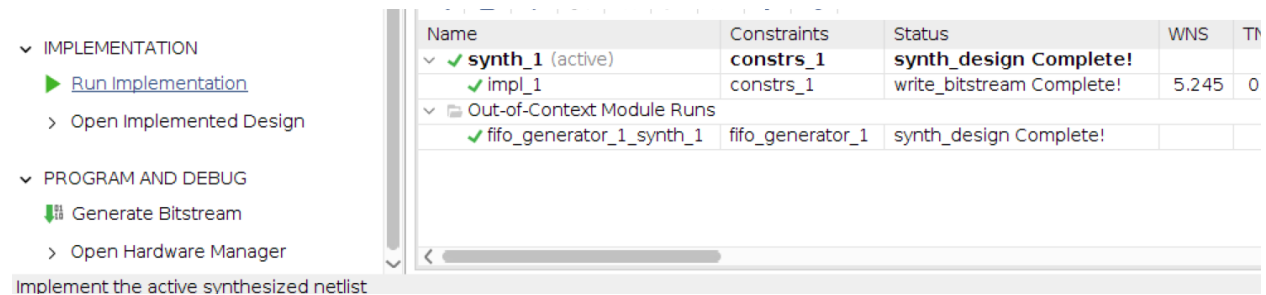 IMPLEMENTATION
Run Implementation
Open Implemented Design
PROGRAM AND DEBUG
Generate Bitstream
Open Hardware Manager
Name Constraints Status WNS TN
synth_1 (active) constrs_1 synth_design Complete!
impl_1 constrs_1 write_bitstream Complete! 5.245 0
Out-of-Context Module Runs
fifo_generator_1_synth_1 fifo_generator_1 synth_design Complete!
Implement the active synthesized netlist